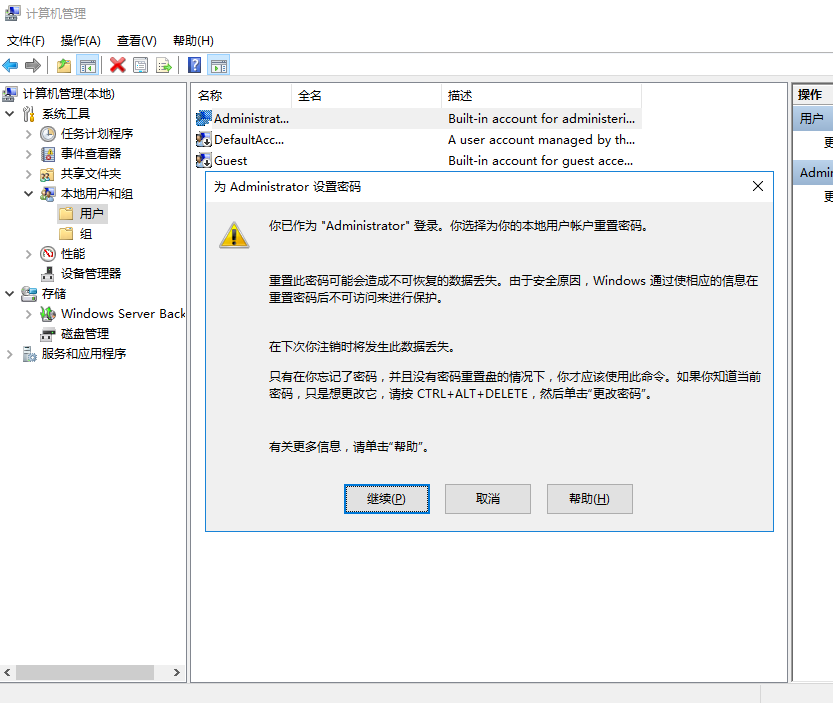 计算机管理
文件(F) 操作(A) 查看(V) 帮助(H)
计算机管理(本地)
系统工具
任务计划程序
事件查看器
共享文件夹
本地用户和组
用户
组
性能
设备管理器
存储
Windows Server Back
磁盘管理
服务和应用程序
名称 全名 描述
Administrat... Built-in account for administeri...
DefaultAcc... A user account managed by th...
Guest Built-in account for guest acce...
为 Administrator 设置密码
你已作为 "Administrator" 登录。你选择为你的本地用户帐户重置密码。
重置此密码可能会造成不可恢复的数据丢失。由于安全原因，Windows 通过使相应的信息在
重置密码后不可访问来进行保护。
在下次你注销时将发生此数据丢失。
只有在你忘记了密码，并且没有密码重置盘的情况下，你才应该使用此命令。如果你知道当前
密码，只是想更改它，请按 CTRL+ALT+DELETE，然后单击“更改密码”。
有关更多信息，请单击“帮助”。
继续(P) 取消 帮助(H)
操作
用户
更
Admin
更